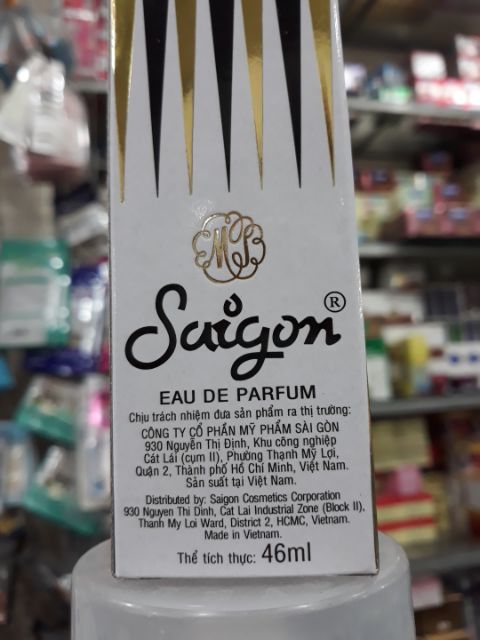 MS
Saigon®
EAU DE PARFUM
Chịu trách nhiệm đưa sản phẩm ra thị trường:
CÔNG TY CỔ PHẦN MỸ PHẨM SÀI GÒN
930 Nguyễn Thị Định, Khu công nghiệp
Cát Lái (cụm II), Phường Thạnh Mỹ Lợi,
Quận 2, Thành phố Hồ Chí Minh, Việt Nam.
Sản suất tại Việt Nam.
Distributed by: Saigon Cosmetics Corporation
930 Nguyen Thi Dinh, Cat Lai Industrial Zone (Block II),
Thanh My Loi Ward, District 2, HCMC, Vietnam.
Made in Vietnam.
Thể tích thực: 46ml